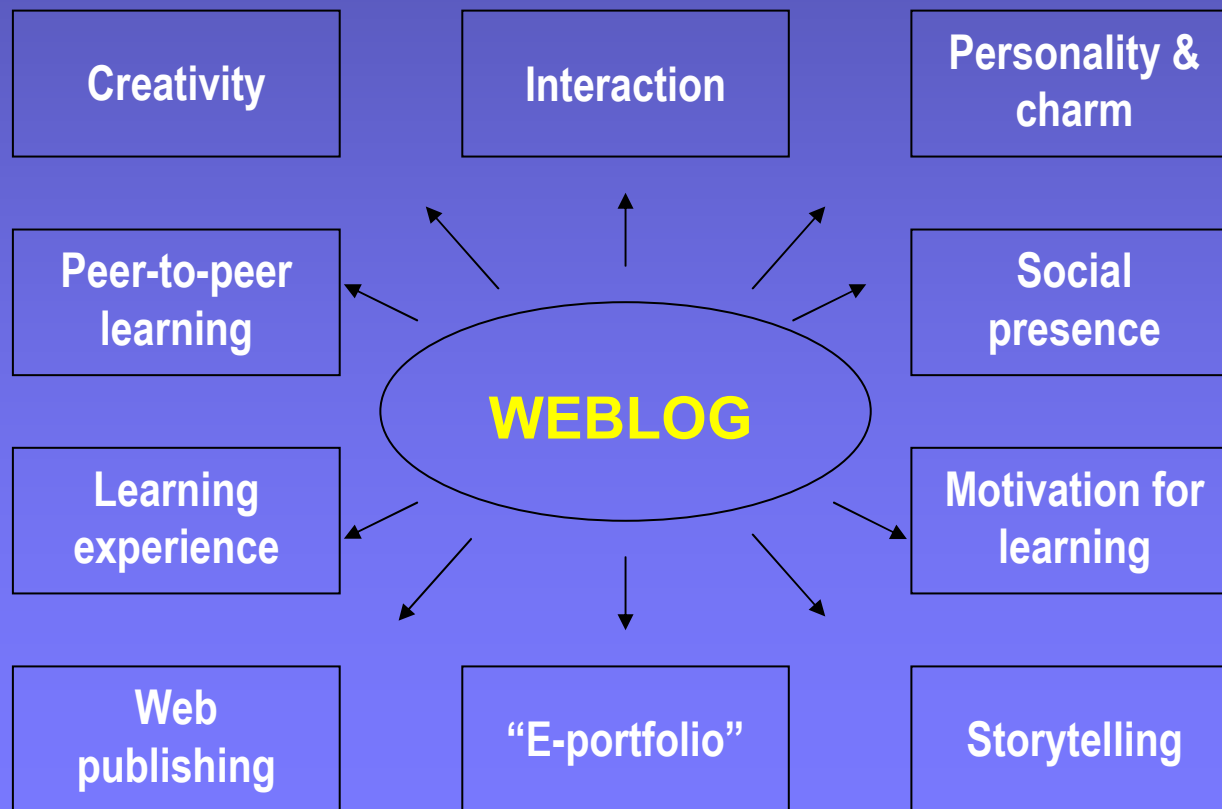 Creativity
Interaction
Personality &
charm
Peer-to-peer
learning
Social
presence
WEBLOG
Learning
experience
Motivation for
learning
Web
publishing
“E-portfolio”
Storytelling